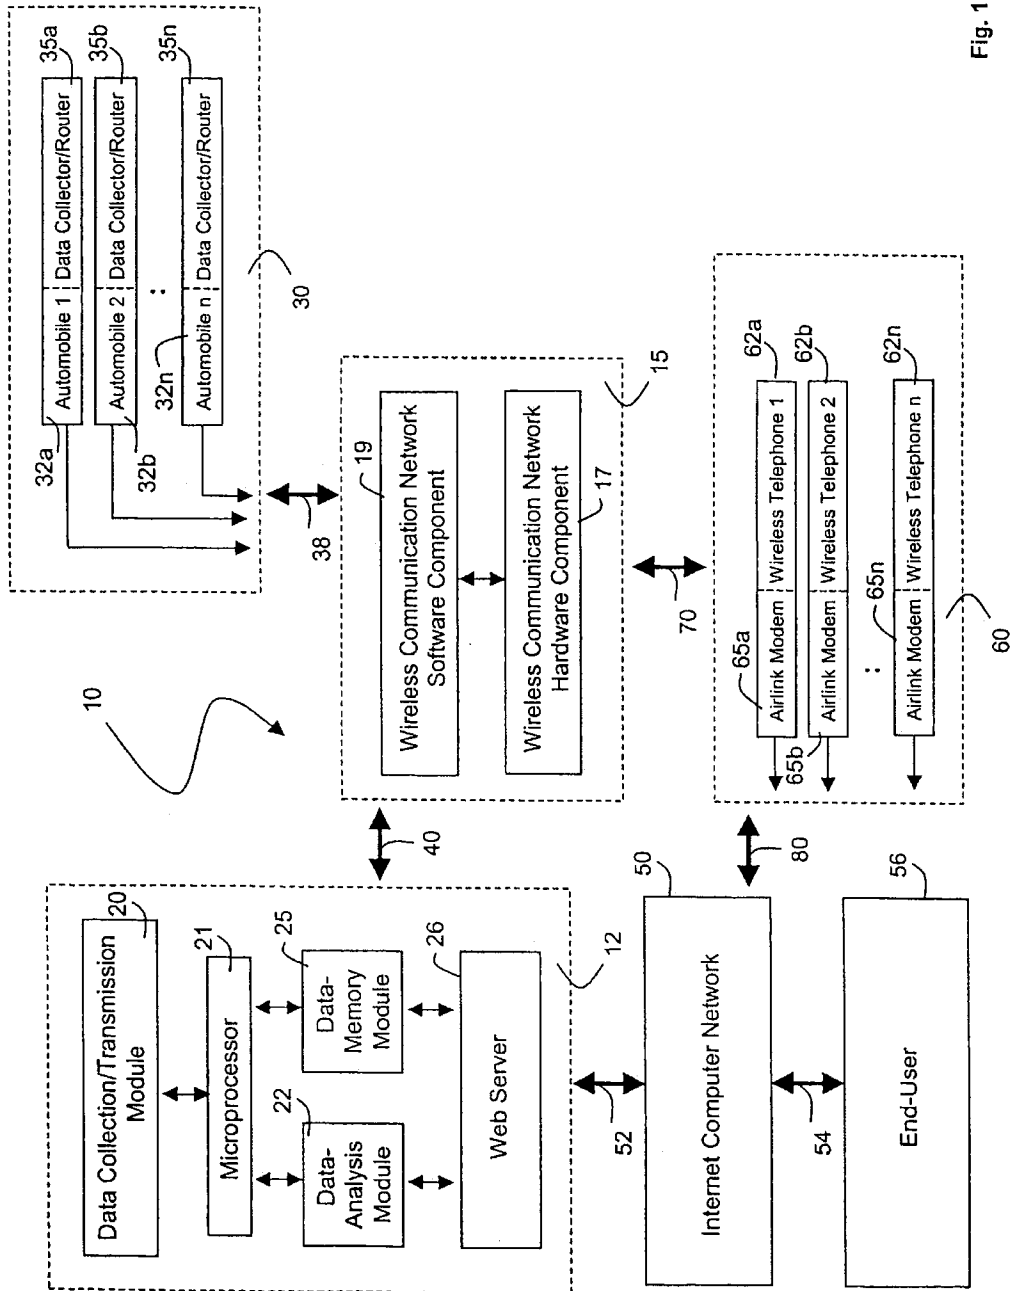 10
Data Collection/Transmission
Module
20
Microprocessor
21
Data-
Analysis
Module
22
Data-
Memory
Module
25
Web Server
26
12
40
Wireless Communication Network
Software Component
19
Wireless Communication Network
Hardware Component
17
15
38
32a
Automobile 1
Data Collector/Router
35a
Automobile 2
Data Collector/Router
35b
32b
:
32n
Automobile n
Data Collector/Router
35n
30
52
Internet Computer Network
50
54
End-User
56
80
70
65a
Airlink Modem
Wireless Telephone 1
62a
Airlink Modem
Wireless Telephone 2
62b
65b
:
65n
Airlink Modem
Wireless Telephone n
62n
60
Fig. 1